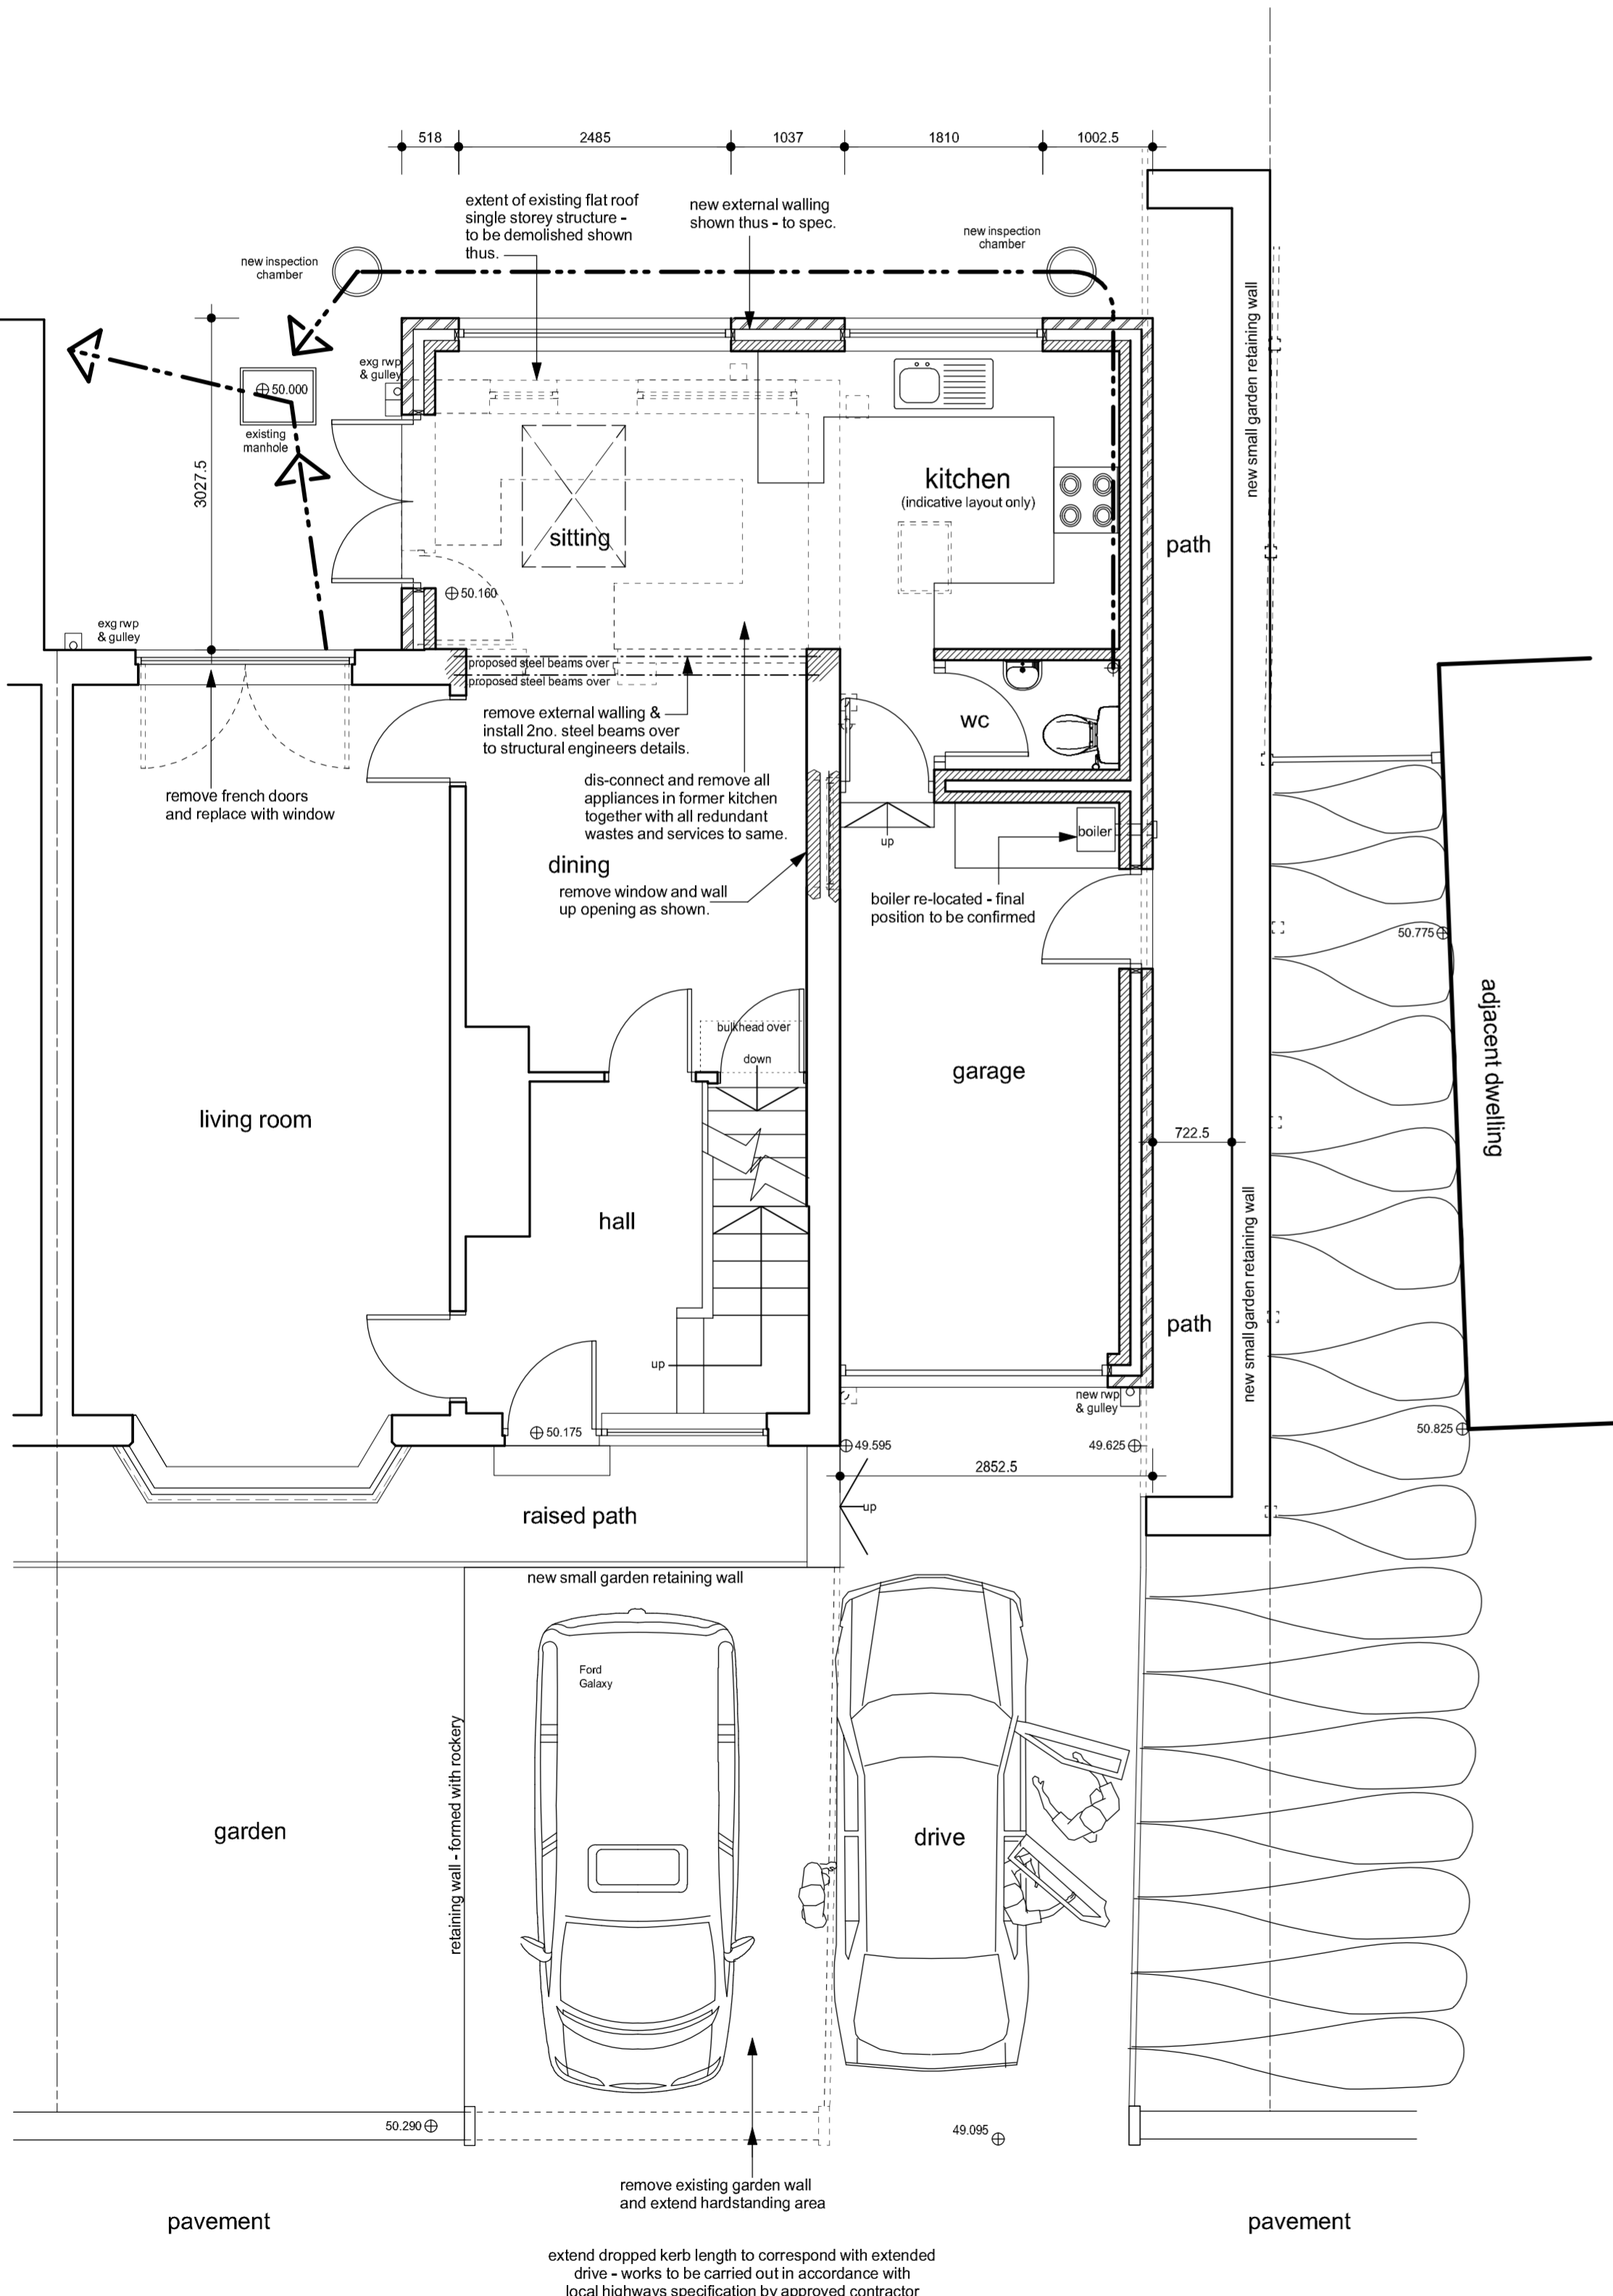 518
2485
1037
1810
1002.5
extent of existing flat roof
single storey structure -
to be demolished shown
thus.
new external walling
shown thus - to spec.
new inspection
chamber
new inspection
chamber
new small garden retaining wall
exg rwp
& gulley
50.000
existing
manhole
3027.5
kitchen
(indicative layout only)
sitting
path
50.160
exg rwp
& gulley
proposed steel beams over
proposed steel beams over
remove external walling &
install 2no. steel beams over
to structural engineers details.
wc
dis-connect and remove all
appliances in former kitchen
together with all redundant
wastes and services to same.
remove french doors
and replace with window
boiler
up
dining
remove window and wall
up opening as shown.
boiler re-located - final
position to be confirmed
50.775
adjacent dwelling
bulkhead over
down
garage
living room
722.5
hall
new small garden retaining wall
path
up
new rwp
& gulley
50.175
49.595
49.625
50.825
2852.5
up
raised path
new small garden retaining wall
Ford
Galaxy
retaining wall - formed with rockery
garden
drive
50.290
49.095
remove existing garden wall
and extend hardstanding area
pavement
pavement
extend dropped kerb length to correspond with extended
drive - works to be carried out in accordance with
local highways specification by approved contractor